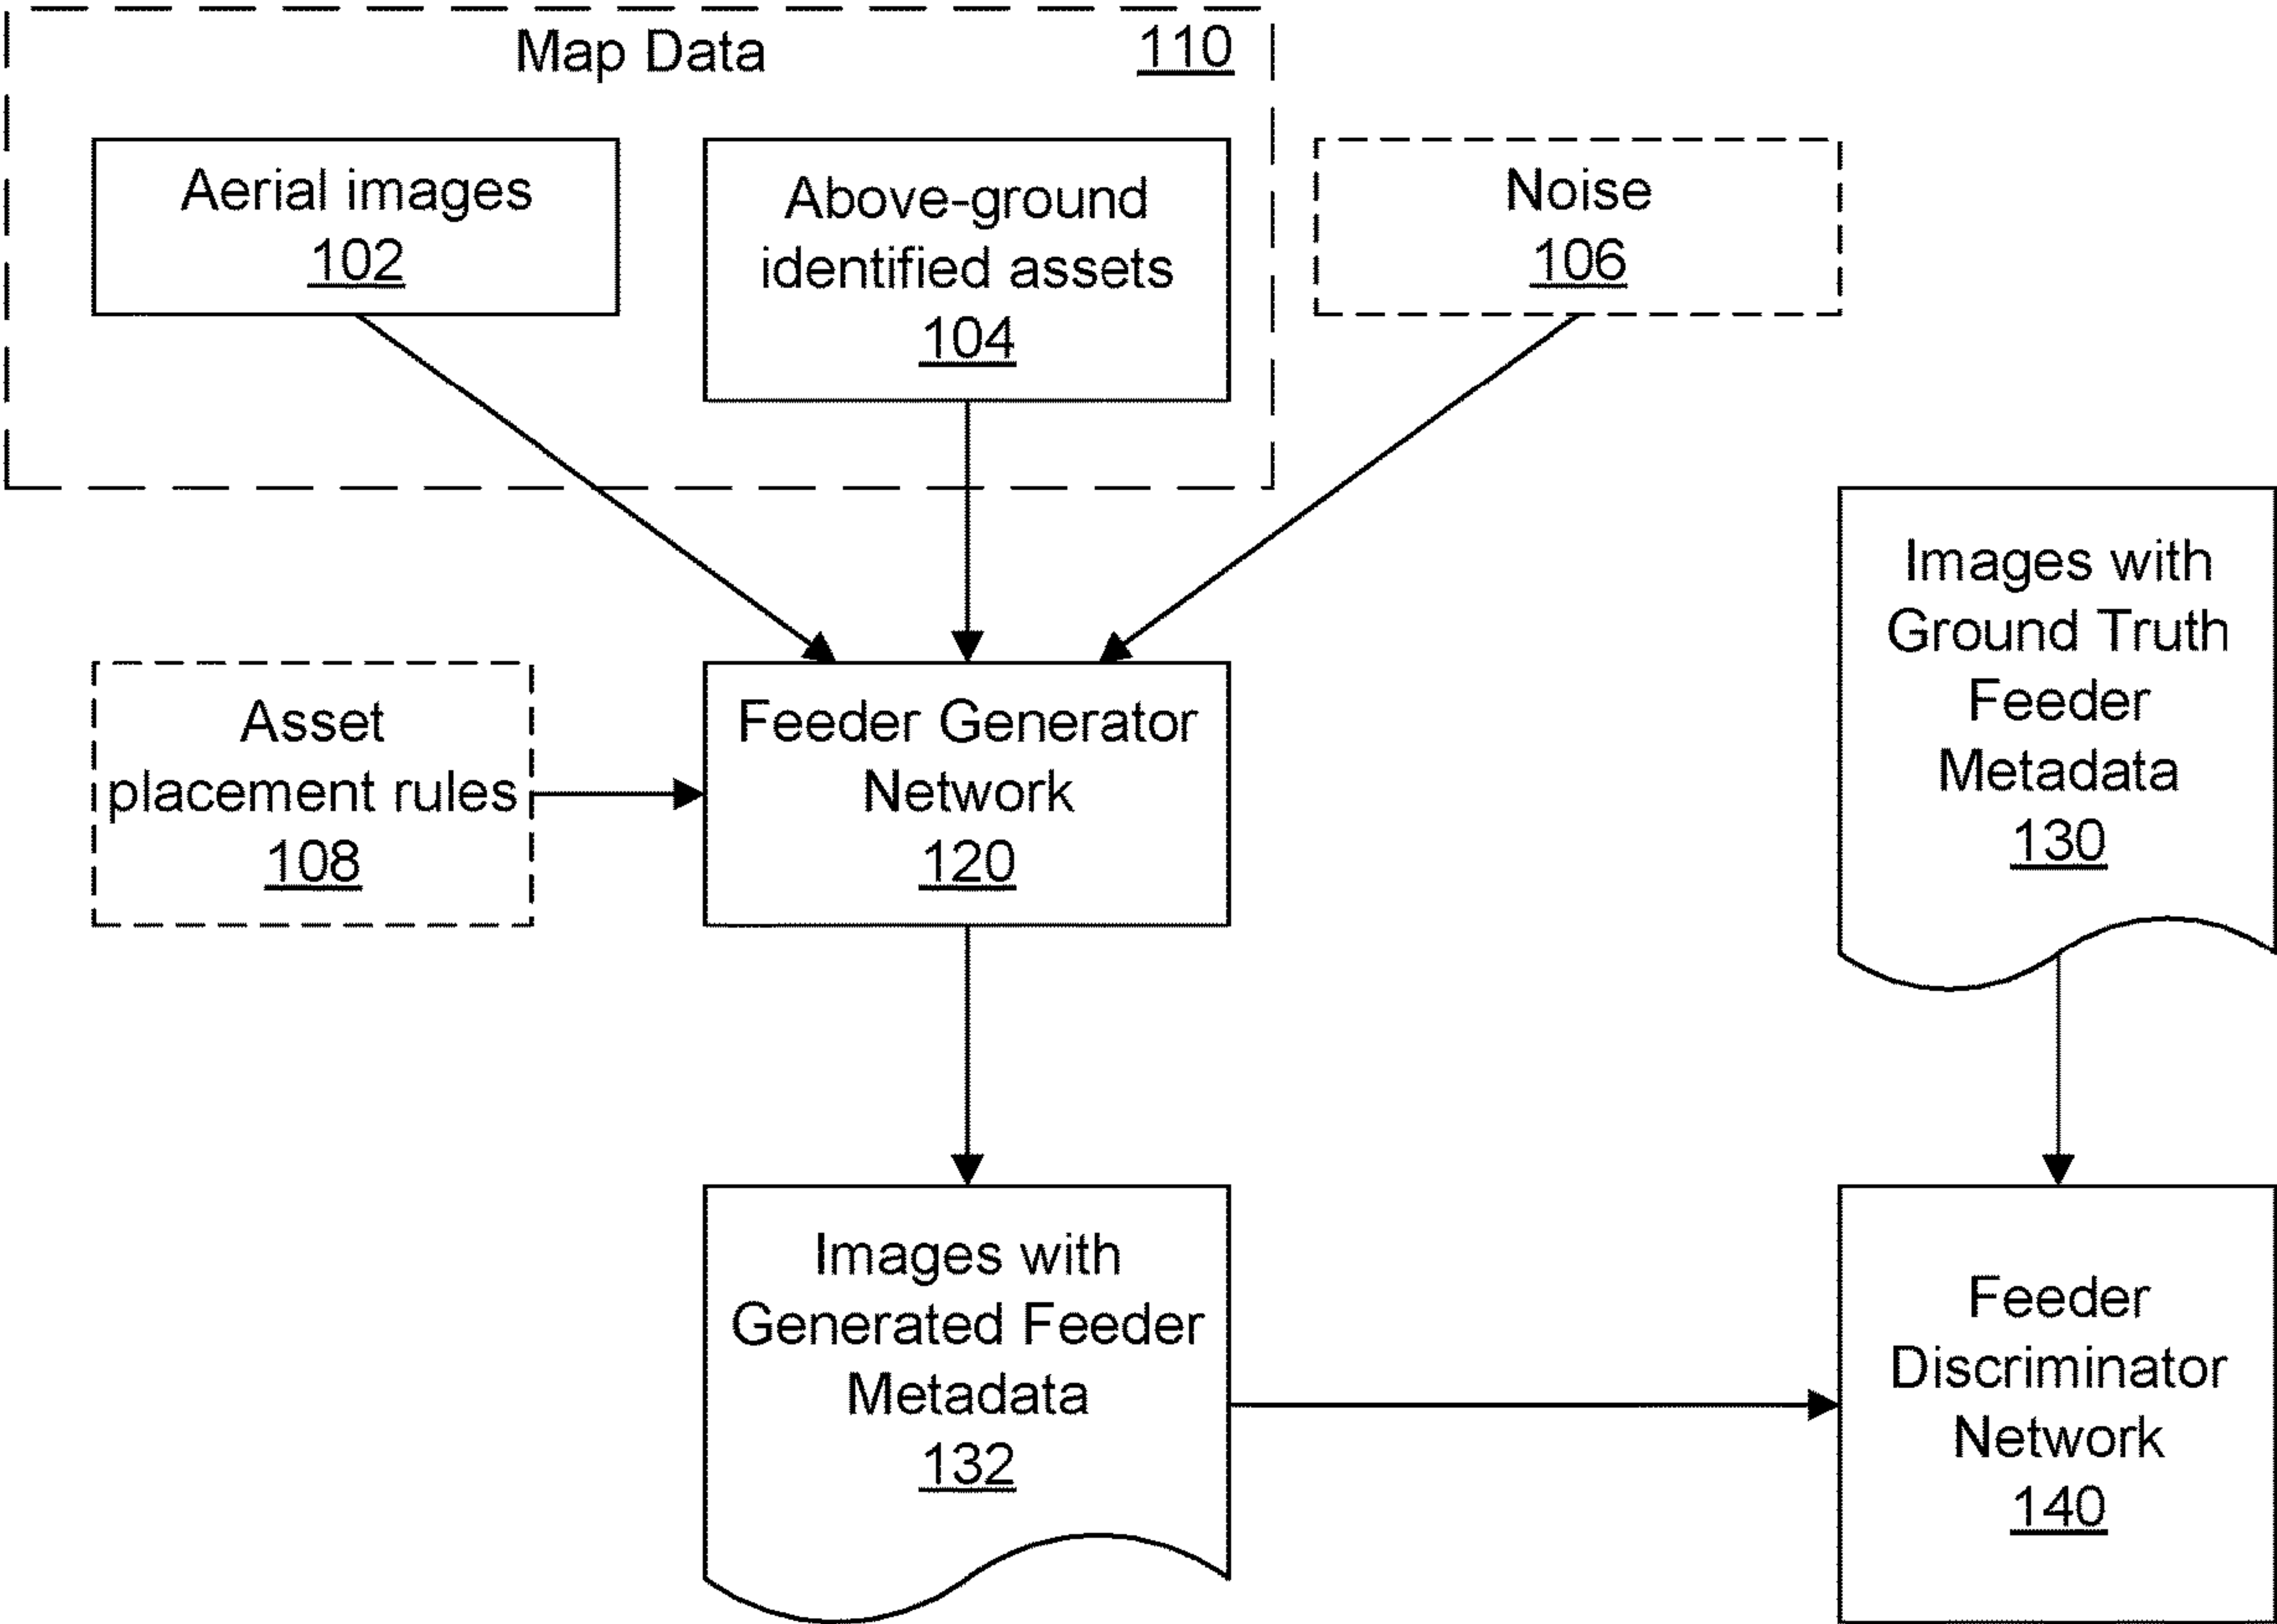 Map Data
110
Aerial images
102
Above-ground
identified assets
104
Noise
106
Asset
placement rules
108
Feeder Generator
Network
120
Images with
Ground Truth
Feeder
Metadata
130
Images with
Generated Feeder
Metadata
132
Feeder
Discriminator
Network
140